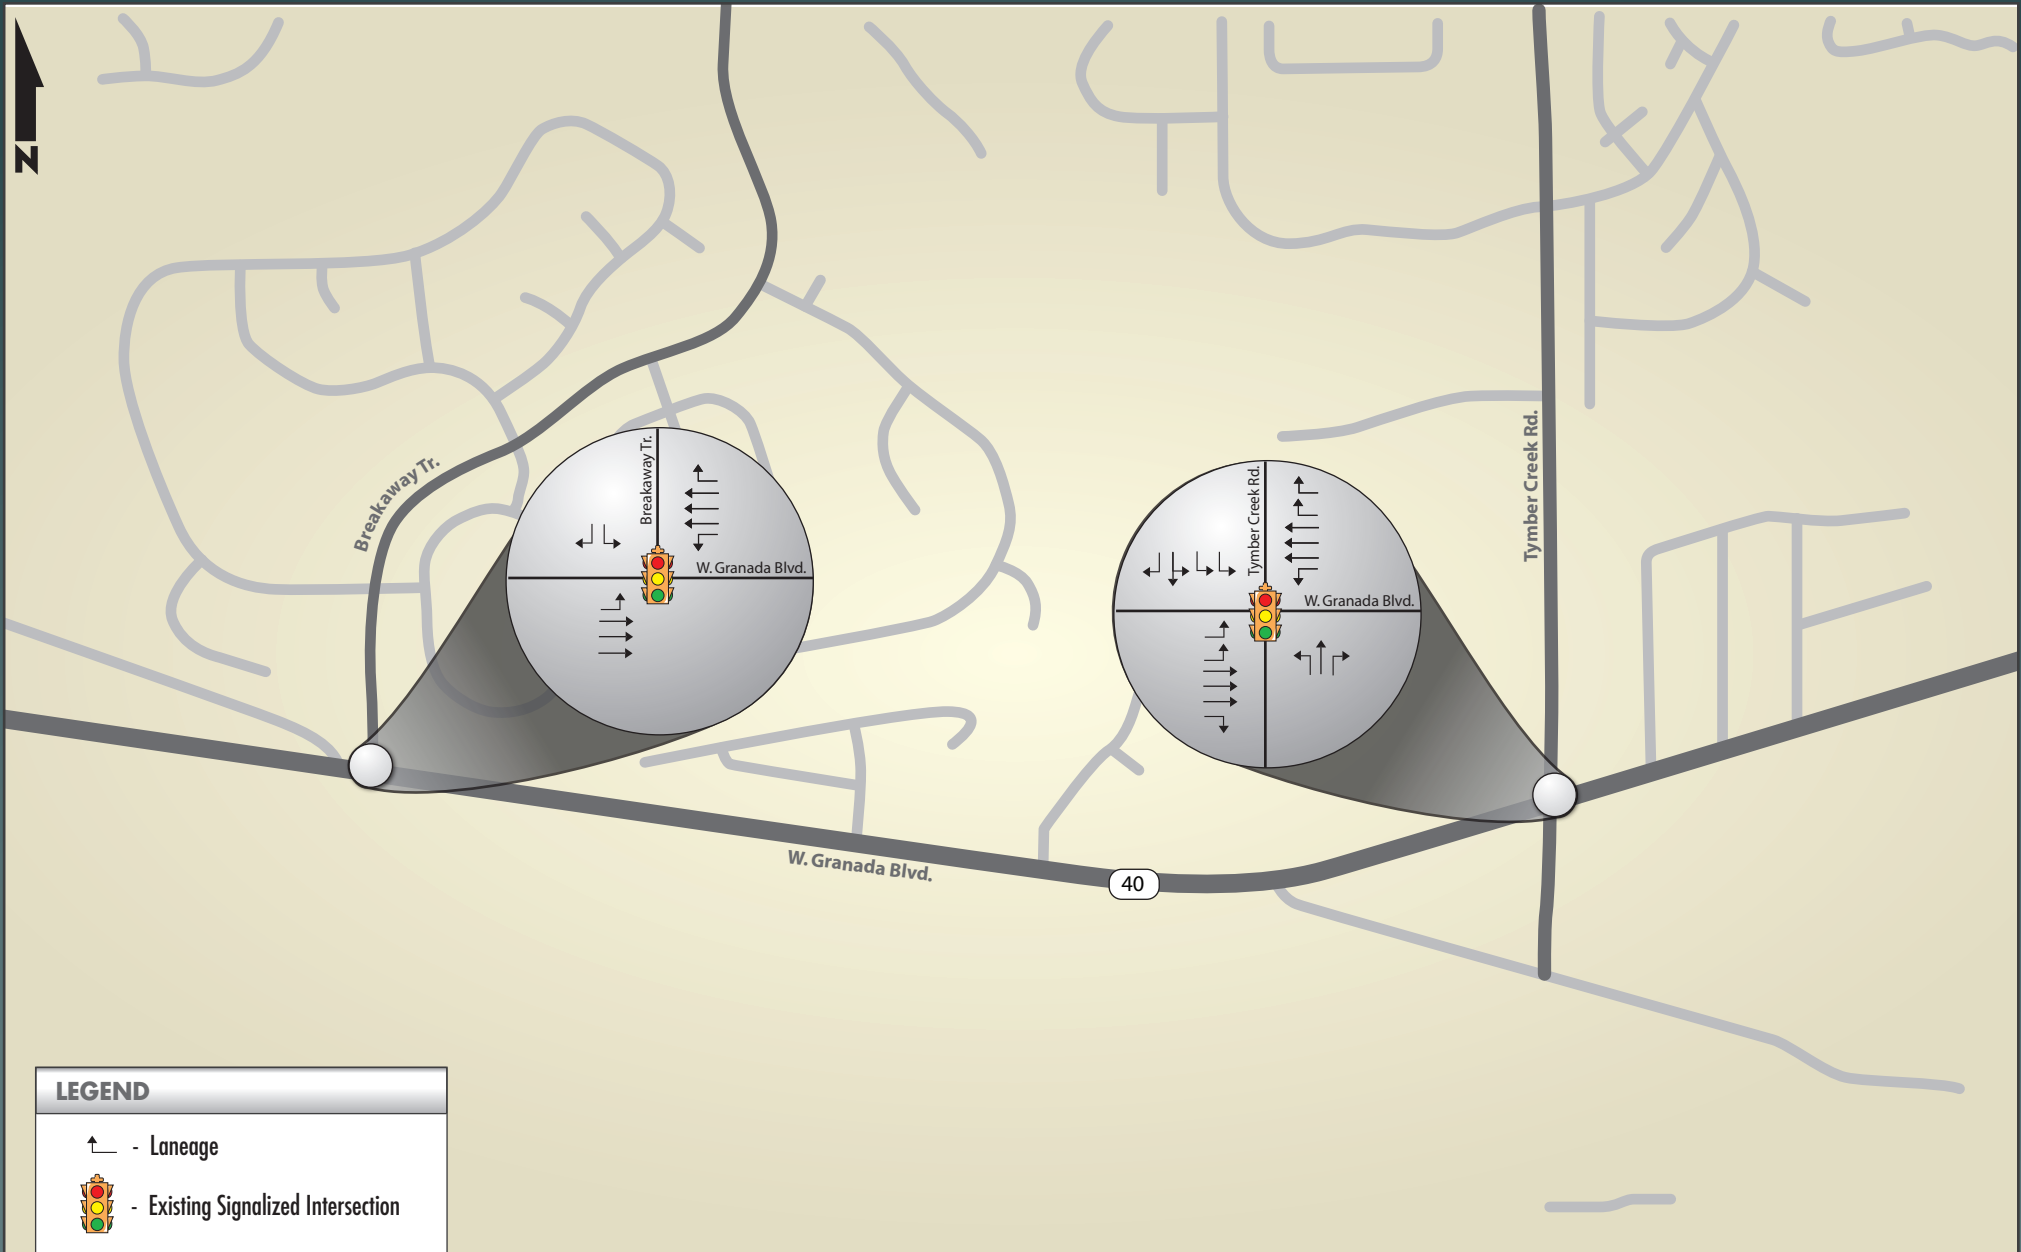 N
Breakaway Tr.
Breakaway Tr.
W. Granada Blvd.
Tymber Creek Rd.
W. Granada Blvd.
Tymber Creek Rd.
W. Granada Blvd.
40
LEGEND
- Laneage
- Existing Signalized Intersection